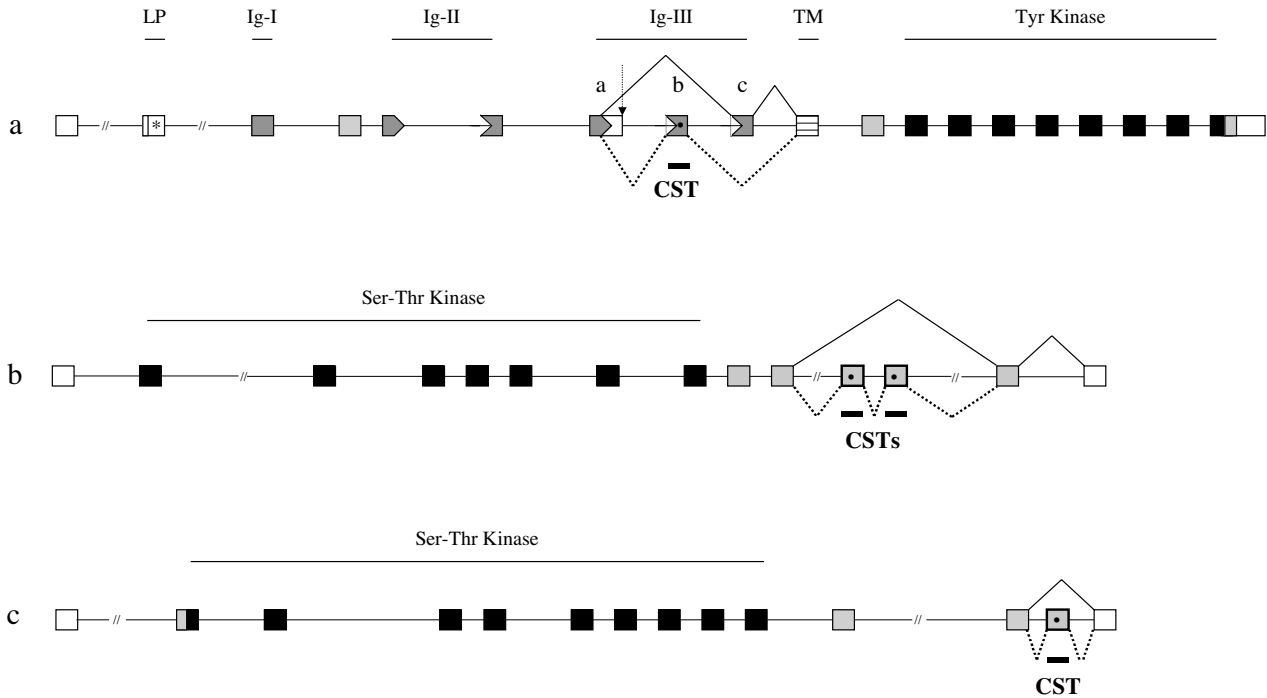 LP Ig-I Ig-II Ig-III TM Tyr Kinase
a b c
a // * // 
CST
Ser-Thr Kinase
b // // //
CSTs
Ser-Thr Kinase
c // //
CST